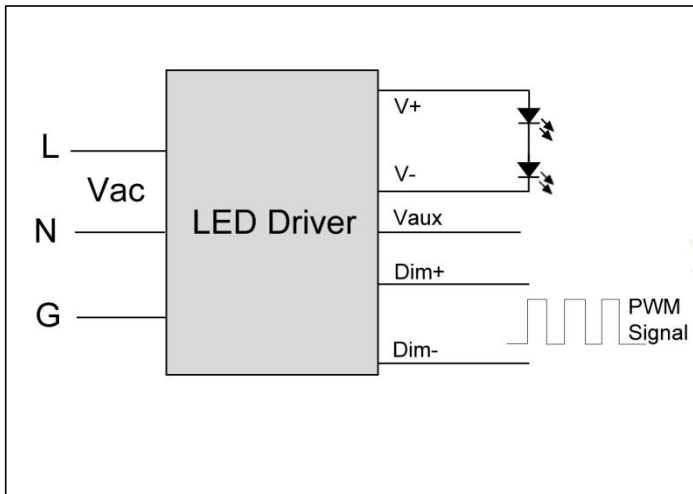 L
Vac
N
G
LED Driver
V+
V-
Vaux
Dim+
Dim-
PWM
Signal